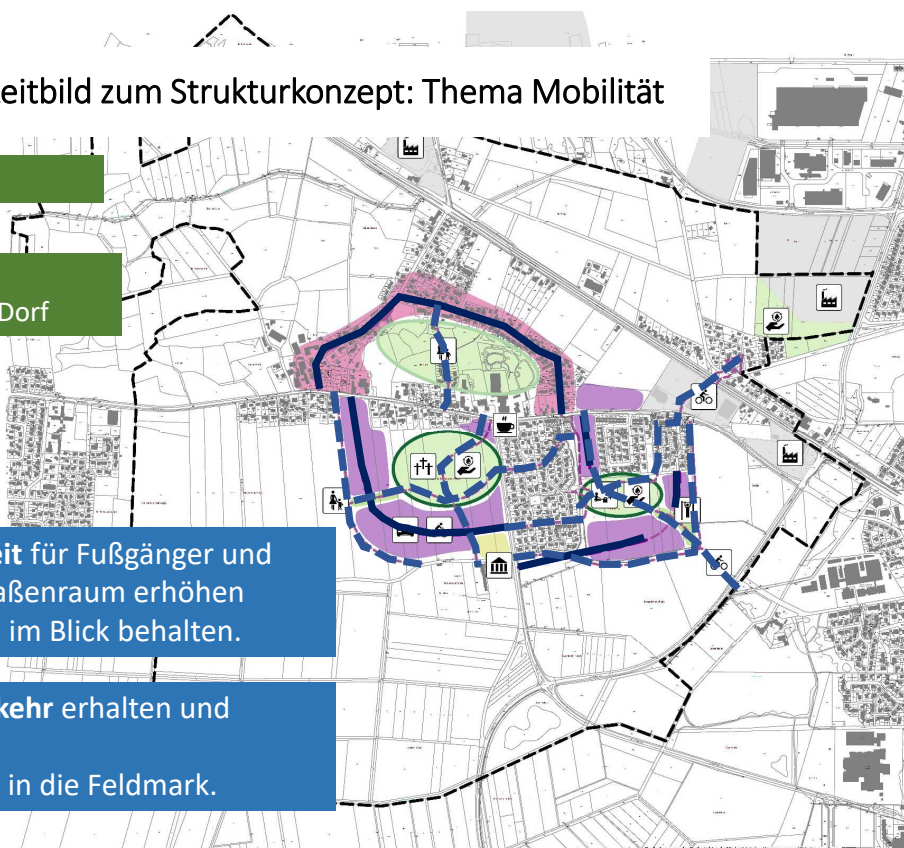 eitbild zum Strukturkonzept: Thema Mobilität
Dorf
eit für Fußgänger und
aßenraum erhöhen
im Blick behalten.
kehr erhalten und
in die Feldmark.